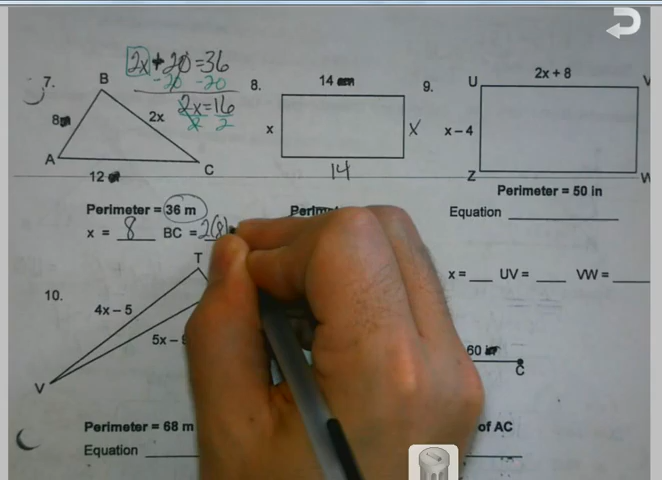 2x + 20 = 36
-20 -20
2x = 16
2 2
7.
B
8
2x
A
C
12
Perimeter = 36 m
x = 8 BC = 2(8)
8.
14
x
x
14
9.
U
2x + 8
V
x – 4
Z
W
Perimeter = 50 in
Equation
x = UV = VW =
10.
T
4x – 5
5x –
V
Perimeter = 68 m
Equation
60
C
of AC